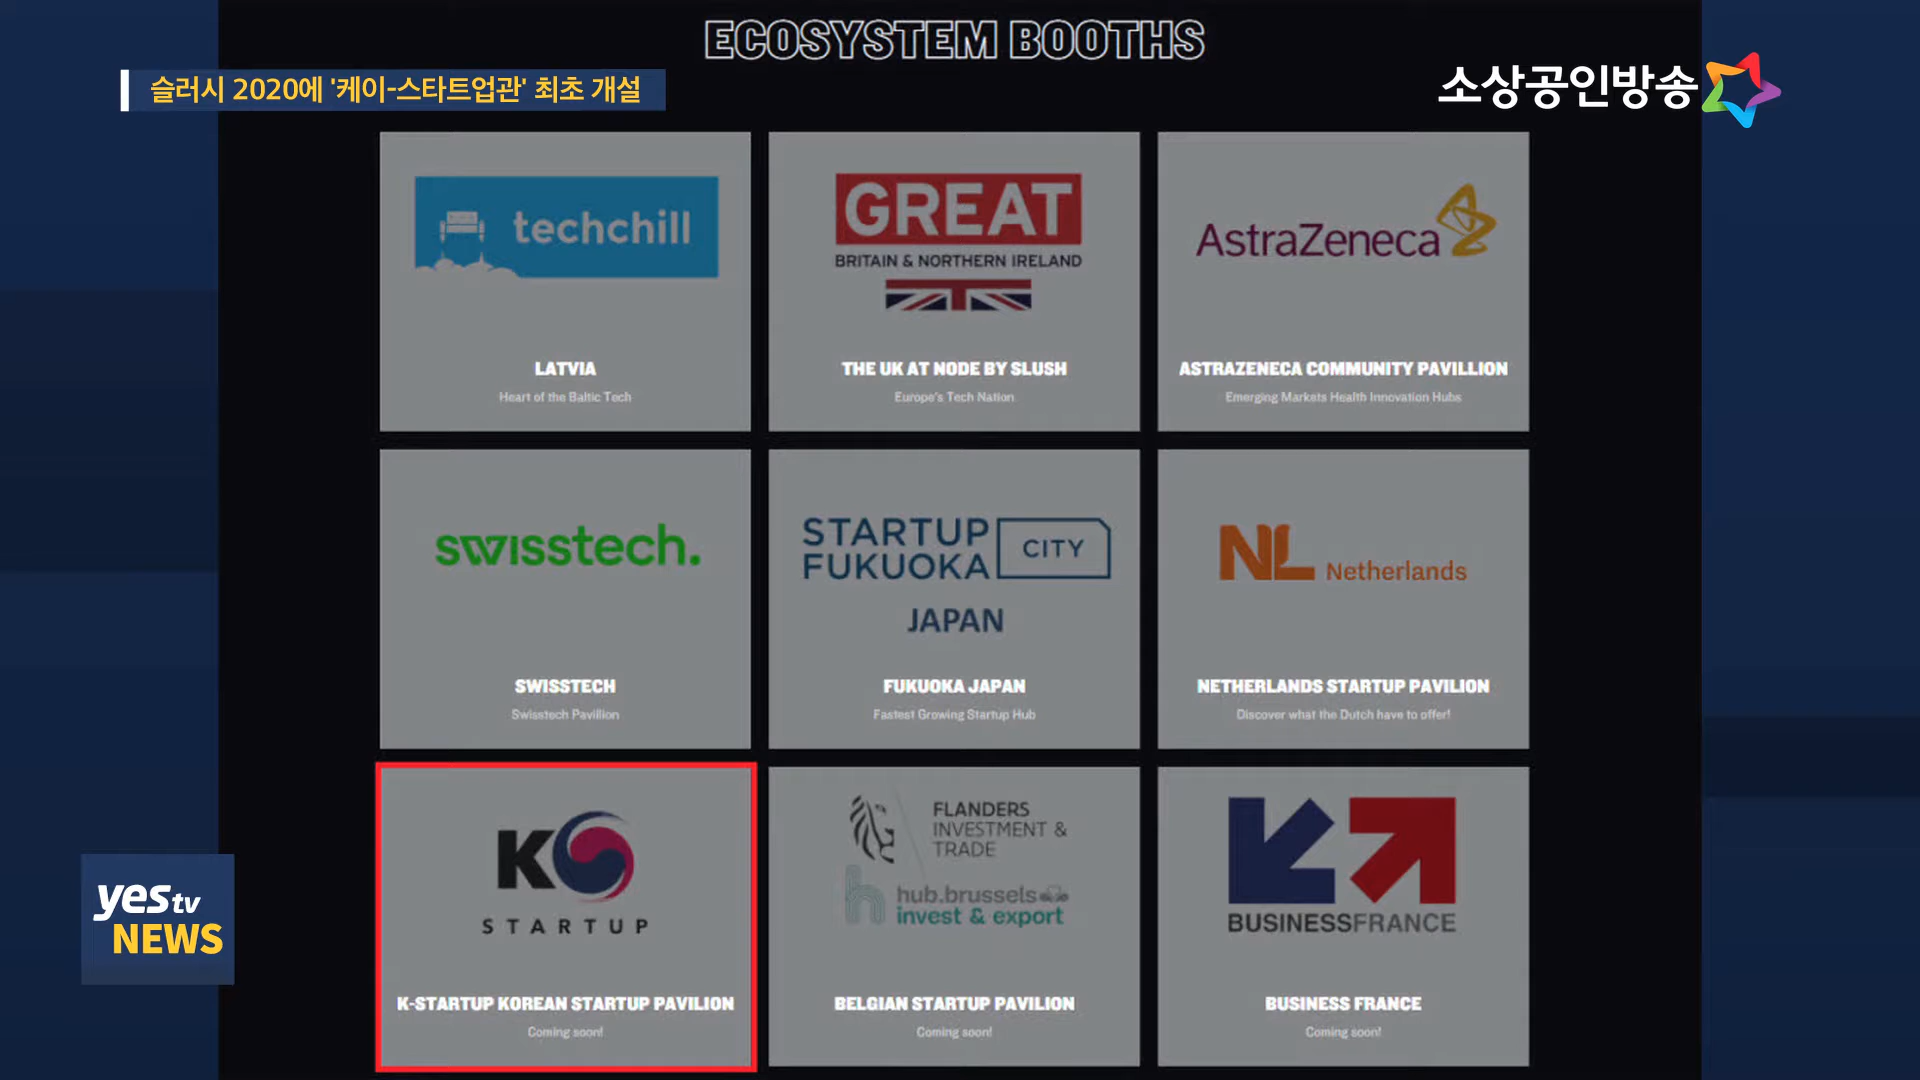 ECOSYSTEM BOOTHS
슬러시 2020에 '케이-스타트업관' 최초 개설
소상공인방송
techchill
LATVIA
Heart of the Baltic Tech
GREAT
BRITAIN & NORTHERN IRELAND
THE UK AT NODE BY SLUSH
Europe's Tech Nation
AstraZeneca
ASTRAZENECA COMMUNITY PAVILLION
Emerging Markets Health Innovation Hubs
swisstech.
SWISSTECH
Swisstech Pavillion
STARTUP
FUKUOKA
CITY
JAPAN
FUKUOKA JAPAN
Fastest Growing Startup Hub
NL Netherlands
NETHERLANDS STARTUP PAVILION
Discover what the Dutch have to offer!
K
STARTUP
K-STARTUP KOREAN STARTUP PAVILION
Coming soon!
FLANDERS
INVESTMENT &
TRADE
h
hub.brussels
invest & export
BELGIAN STARTUP PAVILION
Coming soon!
BUSINESSFRANCE
BUSINESS FRANCE
Coming soon!
yestv
NEWS